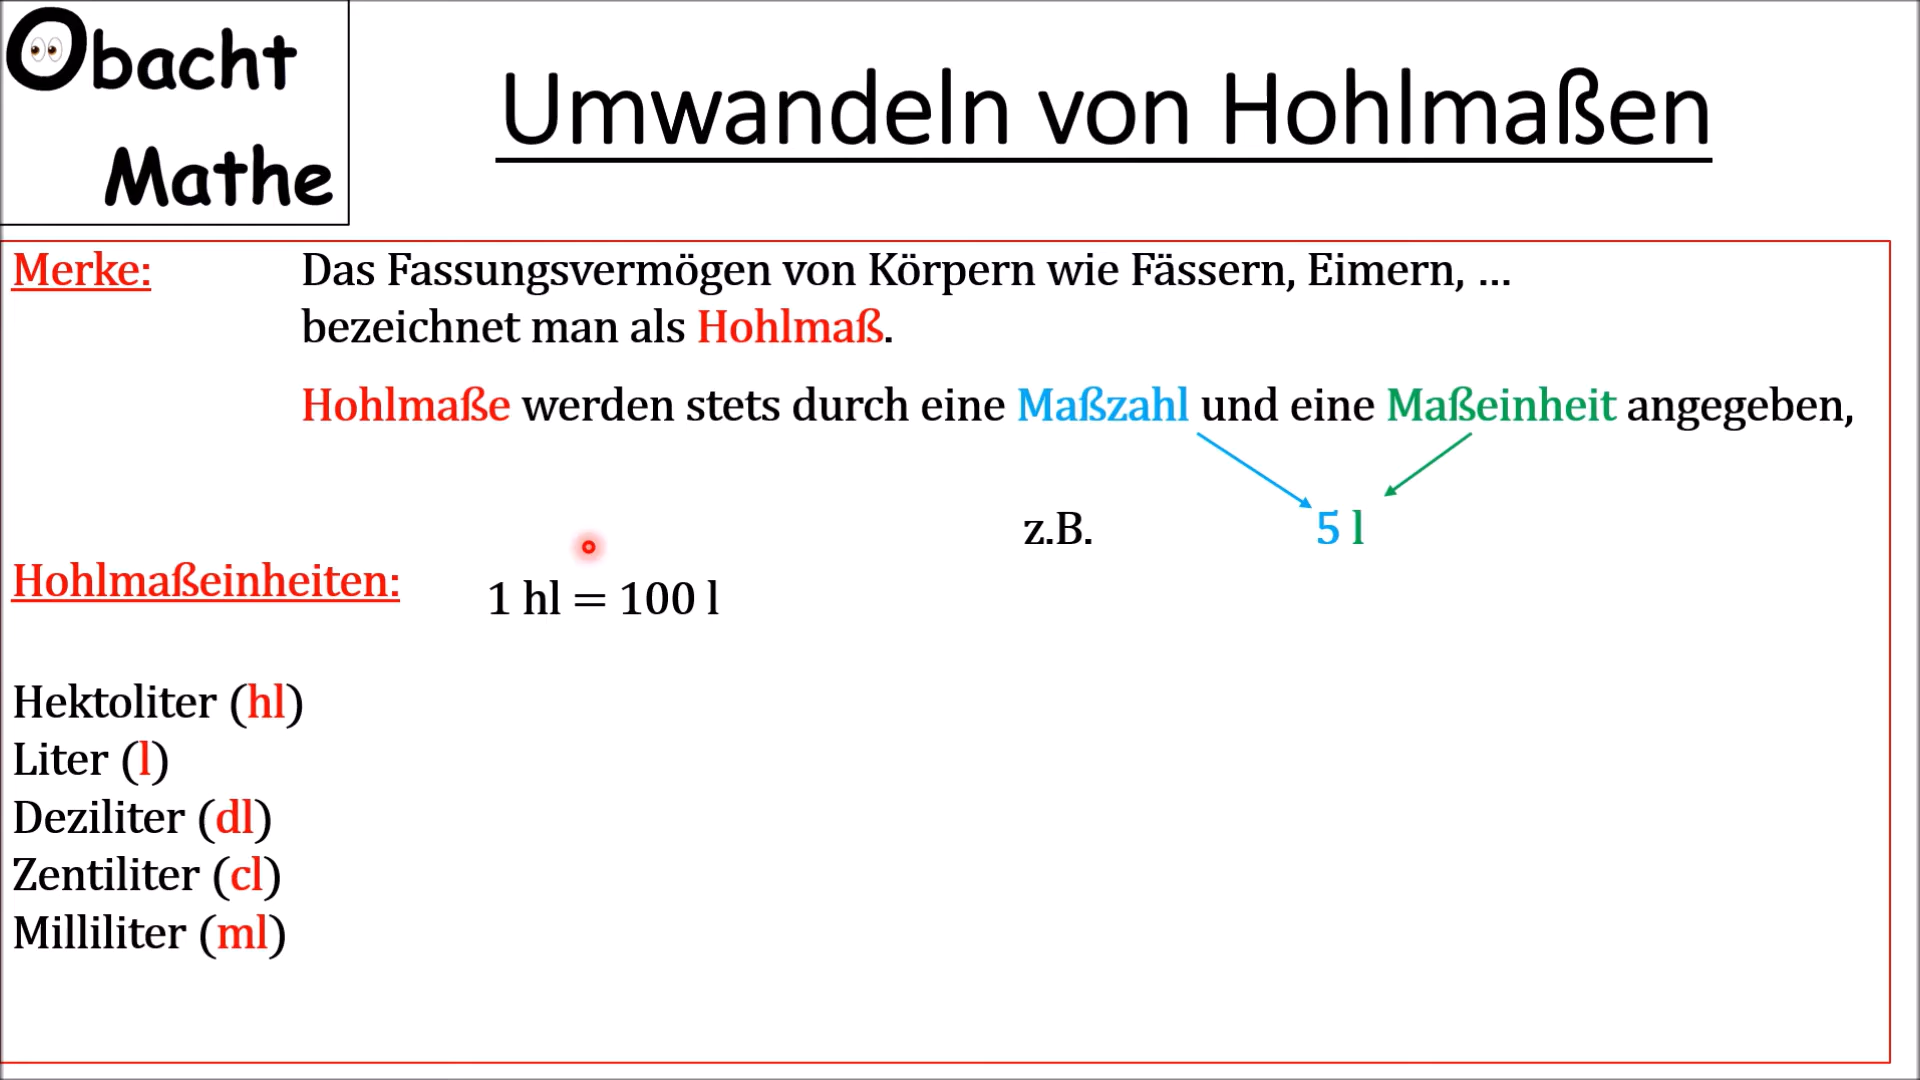 Obacht
Mathe
Umwandeln von Hohlmaßen
Merke:
Das Fassungsvermögen von Körpern wie Fässern, Eimern, ...
bezeichnet man als Hohlmaß.
Hohlmaße werden stets durch eine Maßzahl und eine Maßeinheit angegeben,
z.B. 5 l
Hohlmaßeinheiten:
1 hl = 100 l
Hektoliter (hl)
Liter (l)
Deziliter (dl)
Zentiliter (cl)
Milliliter (ml)